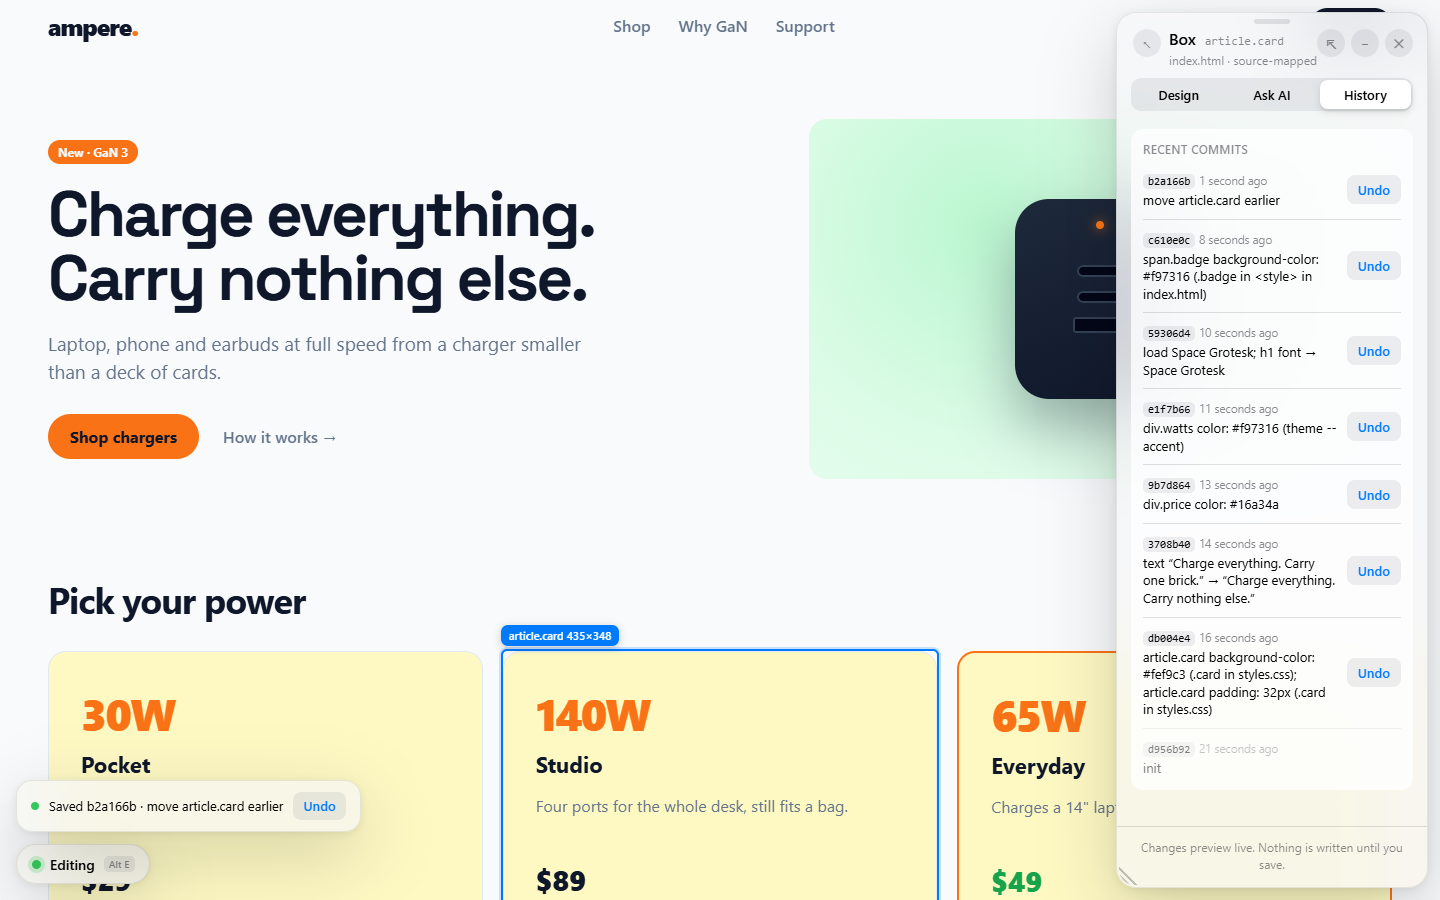 ampere.
Shop
Why GaN
Support
New · GaN 3
Charge everything.
Carry nothing else.
Laptop, phone and earbuds at full speed from a charger smaller
than a deck of cards.
Shop chargers
How it works →
Pick your power
article.card 435×348
30W
Pocket
$29
140W
Studio
Four ports for the whole desk, still fits a bag.
$89
65W
Everyday
Charges a 14" lap
$49
Saved b2a166b · move article.card earlier
Undo
Editing
Alt E
Box article.card
index.html · source-mapped
Design
Ask AI
History
RECENT COMMITS
b2a166b 1 second ago
move article.card earlier
Undo
c610e0c 8 seconds ago
span.badge background-color:
#f97316 (.badge in <style> in
index.html)
Undo
59306d4 10 seconds ago
load Space Grotesk; h1 font →
Space Grotesk
Undo
e1f7b66 11 seconds ago
div.watts color: #f97316 (theme --
accent)
Undo
9b7d864 13 seconds ago
div.price color: #16a34a
Undo
3708b40 14 seconds ago
text “Charge everything. Carry
one brick.” → “Charge everything.
Carry nothing else.”
Undo
db004e4 16 seconds ago
article.card background-color:
#fef9c3 (.card in styles.css);
article.card padding: 32px (.card
in styles.css)
Undo
d956b92 21 seconds ago
init
Changes preview live. Nothing is written until you
save.